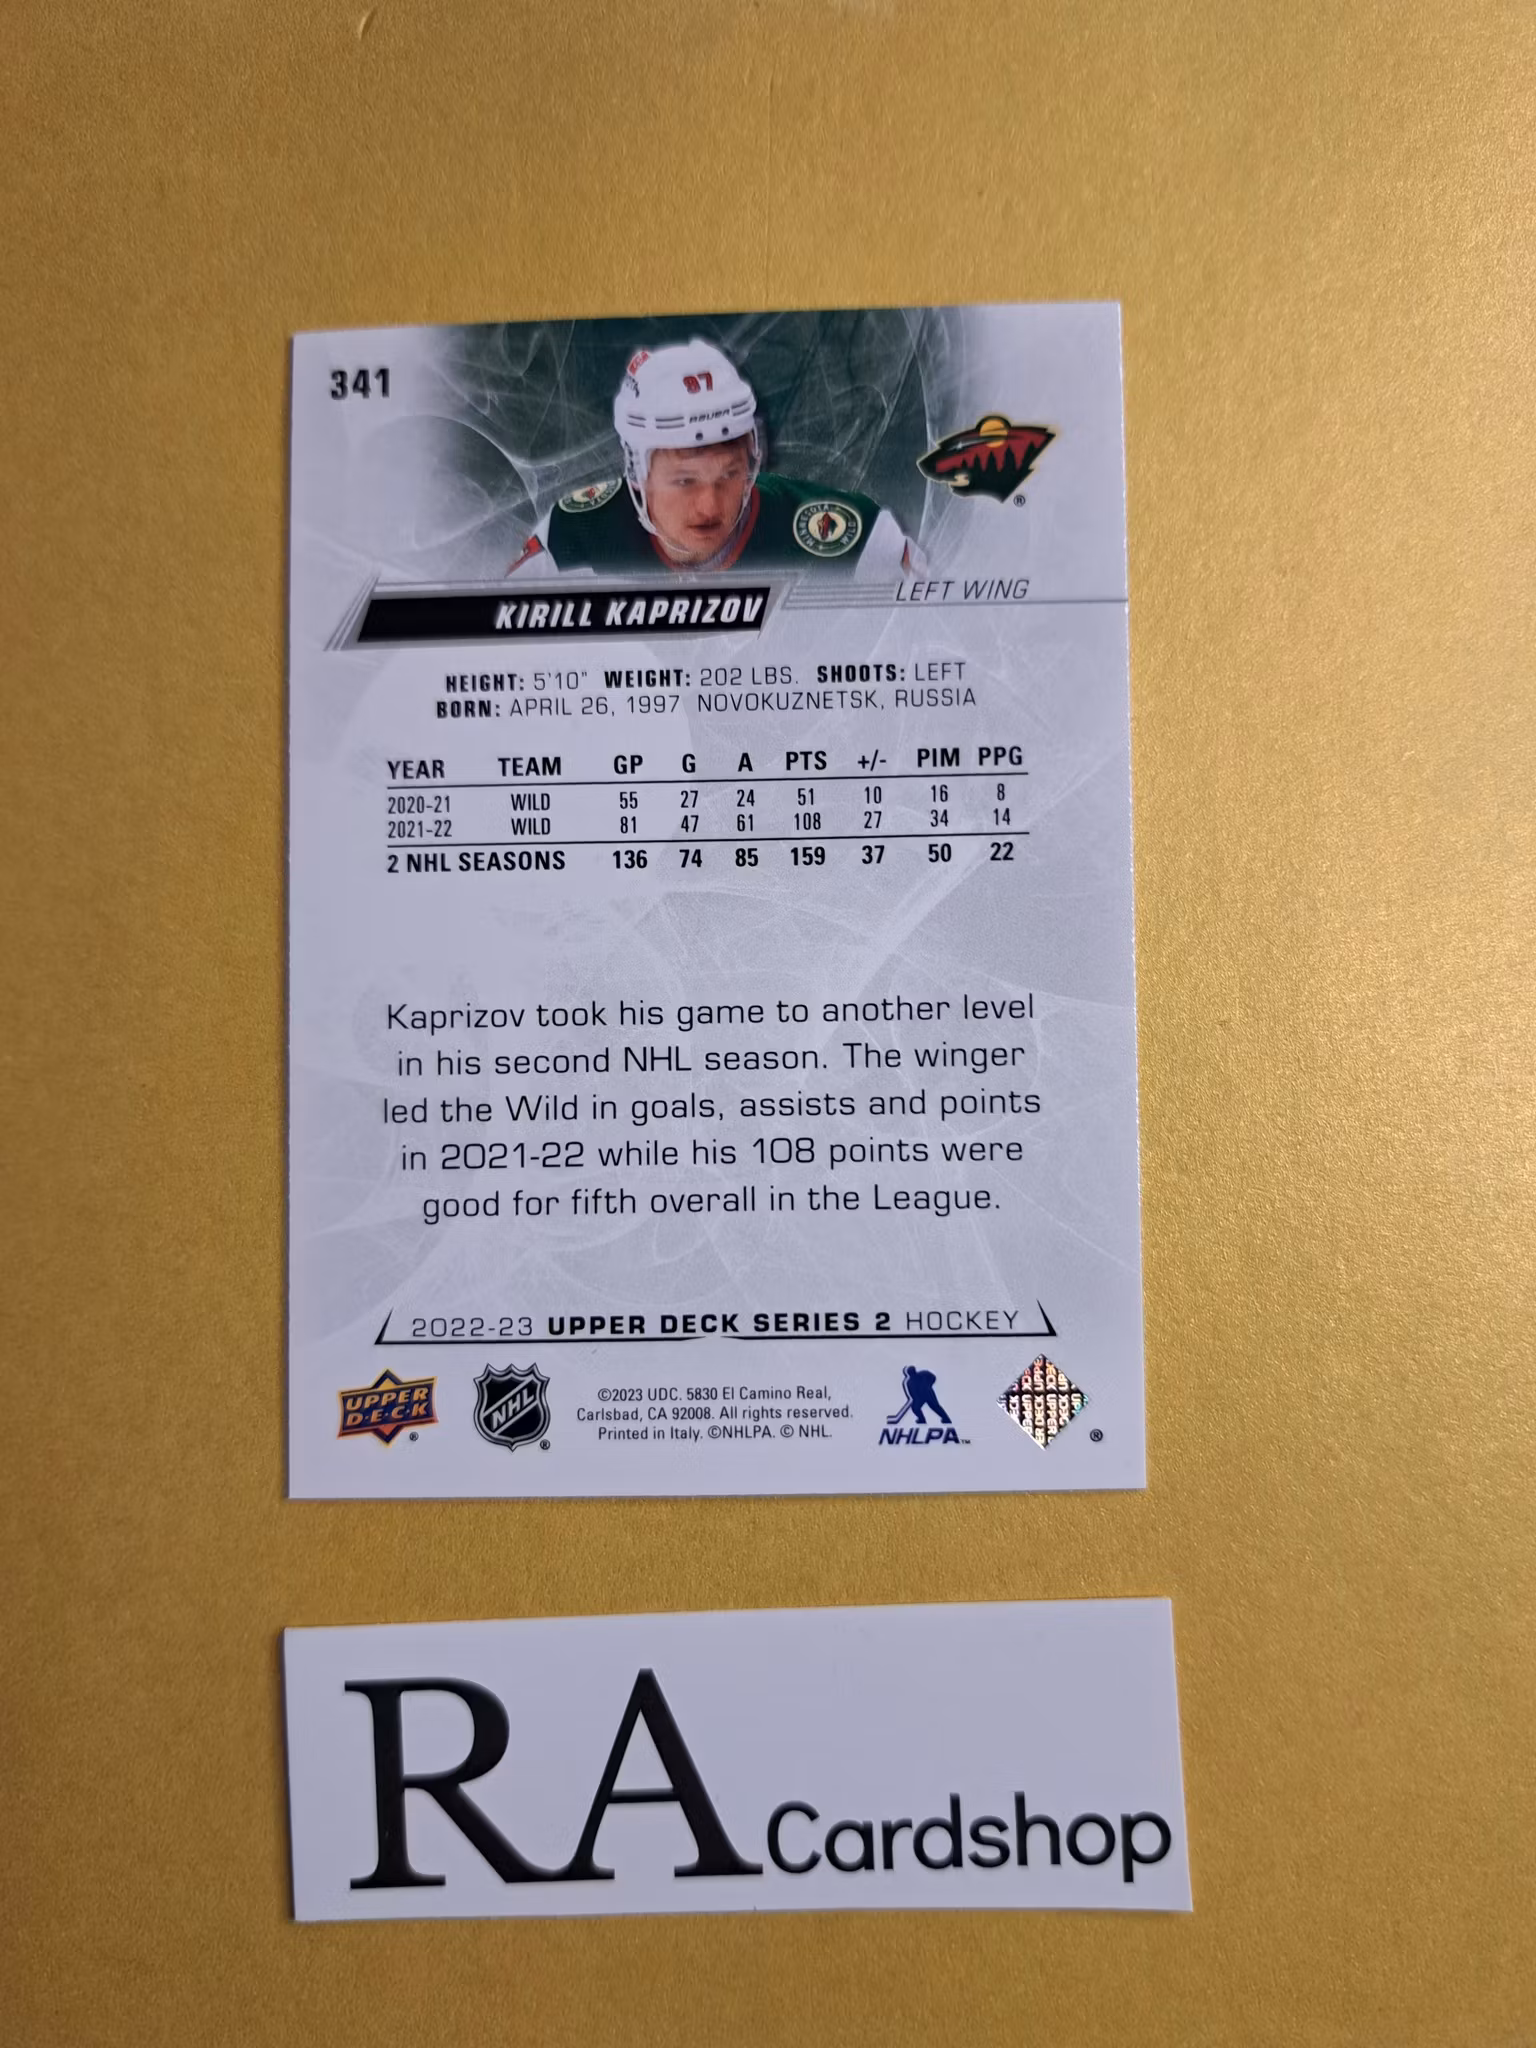 341
97
BAUER
MINNESOTA WILD
®
LEFT WING
KIRILL KAPRIZOV
HEIGHT: 5'10" WEIGHT: 202 LBS. SHOOTS: LEFT
BORN: APRIL 26, 1997 NOVOKUZNETSK, RUSSIA
YEAR TEAM GP G A PTS +/- PIM PPG
2020-21 WILD 55 27 24 51 10 16 8
2021-22 WILD 81 47 61 108 27 34 14
2 NHL SEASONS 136 74 85 159 37 50 22
Kaprizov took his game to another level
in his second NHL season. The winger
led the Wild in goals, assists and points
in 2021-22 while his 108 points were
good for fifth overall in the League.
2022-23 UPPER DECK SERIES 2 HOCKEY
UPPER
D·E·C·K ®
NHL ®
©2023 UDC. 5830 El Camino Real,
Carlsbad, CA 92008. All rights reserved.
Printed in Italy. ©NHLPA. © NHL.
NHLPA™
UPPER DECK
®
RA Cardshop